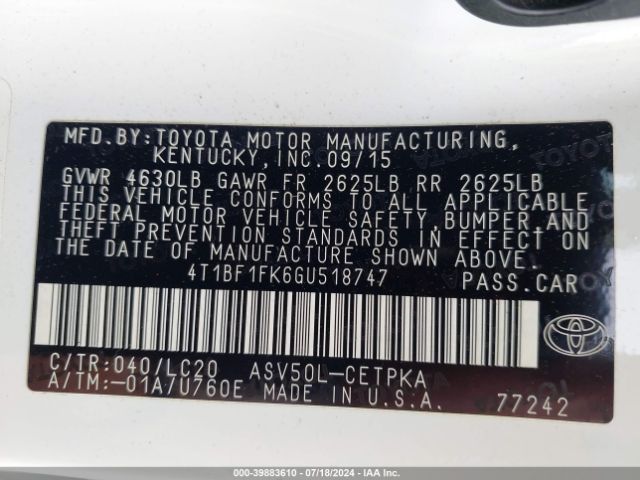 MFD.BY:TOYOTA MOTOR MANUFACTURING,
KENTUCKY,INC.09/15
GVWR 4630LB GAWR FR 2625LB RR 2625LB
THIS VEHICLE CONFORMS TO ALL APPLICABLE
FEDERAL MOTOR VEHICLE SAFETY,BUMPER,AND
THEFT PREVENTION STANDARDS IN EFFECT ON
THE DATE OF MANUFACTURE SHOWN ABOVE.
4T1BF1FK6GU518747 PASS.CAR
C/TR:040/LC20 ASV50L-CETPKA
A/TM:-01A/U760E MADE IN U.S.A. 77242
TOYOTA
000-39883610 | 07/18/2024 | IAA Inc.